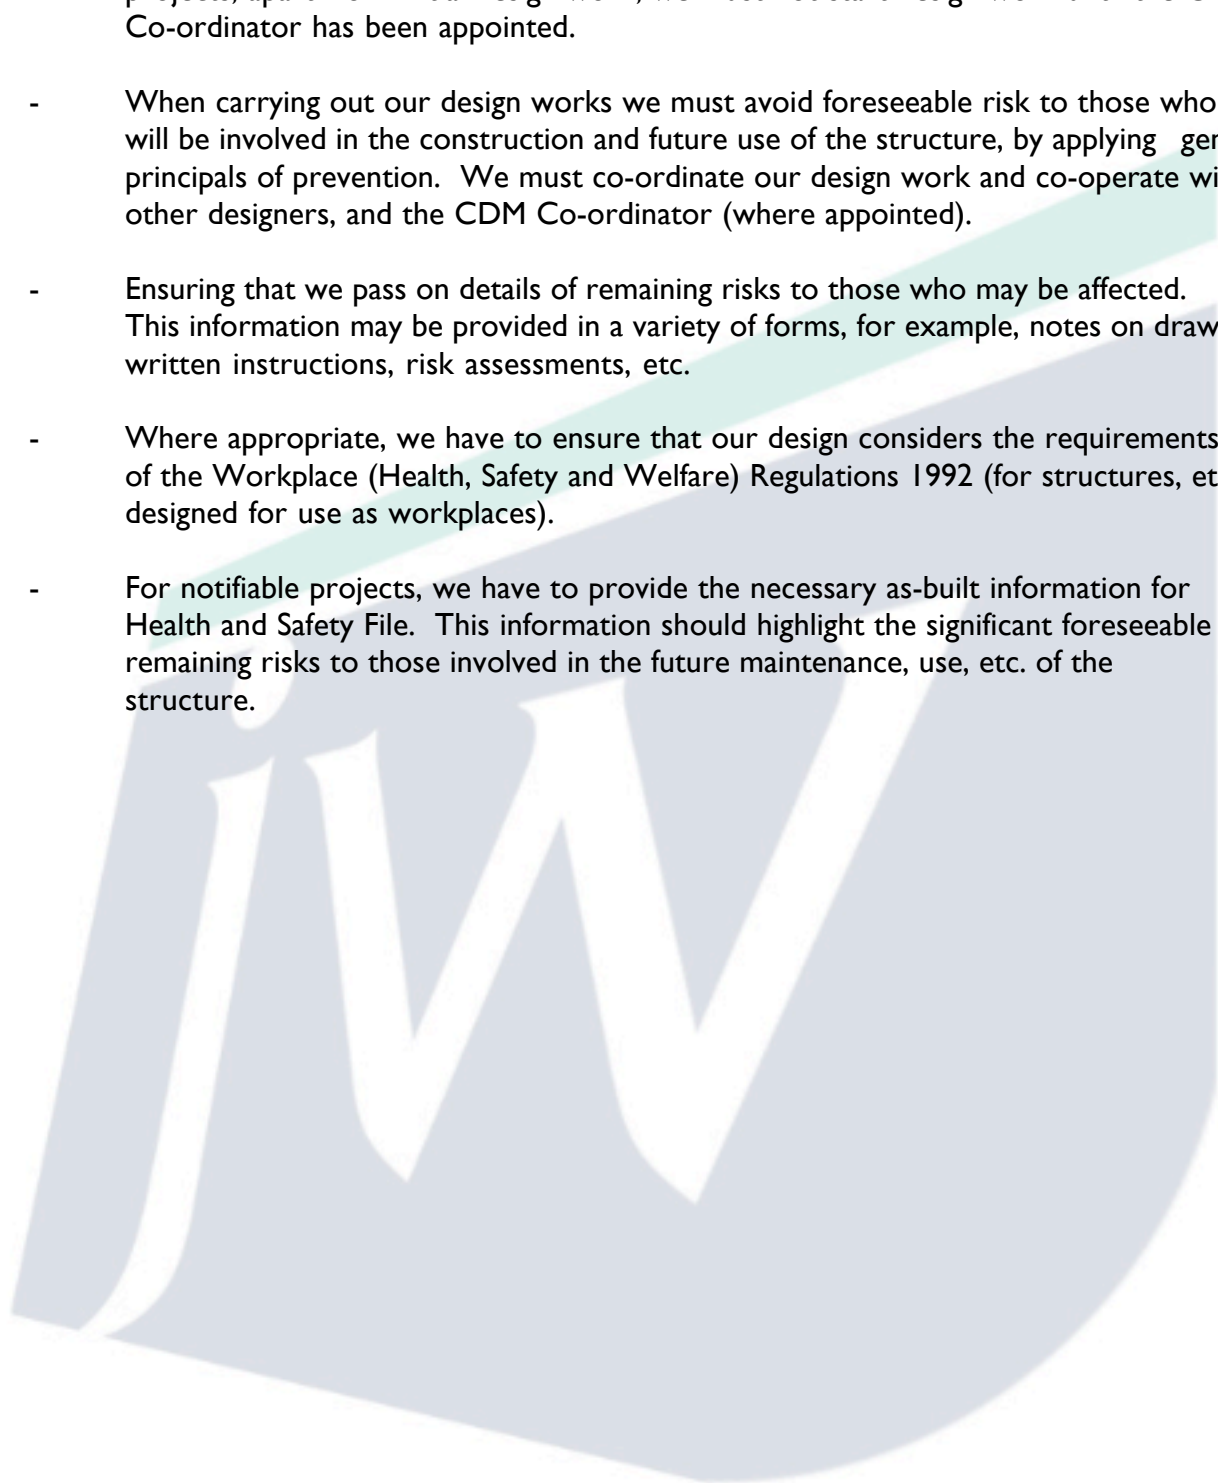 Co-ordinator has been appointed.
- When carrying out our design works we must avoid foreseeable risk to those who
will be involved in the construction and future use of the structure, by applying ger
principals of prevention. We must co-ordinate our design work and co-operate wi
other designers, and the CDM Co-ordinator (where appointed).
- Ensuring that we pass on details of remaining risks to those who may be affected.
This information may be provided in a variety of forms, for example, notes on draw
written instructions, risk assessments, etc.
- Where appropriate, we have to ensure that our design considers the requirements
of the Workplace (Health, Safety and Welfare) Regulations 1992 (for structures, et
designed for use as workplaces).
- For notifiable projects, we have to provide the necessary as-built information for
Health and Safety File. This information should highlight the significant foreseeable
remaining risks to those involved in the future maintenance, use, etc. of the
structure.
jW